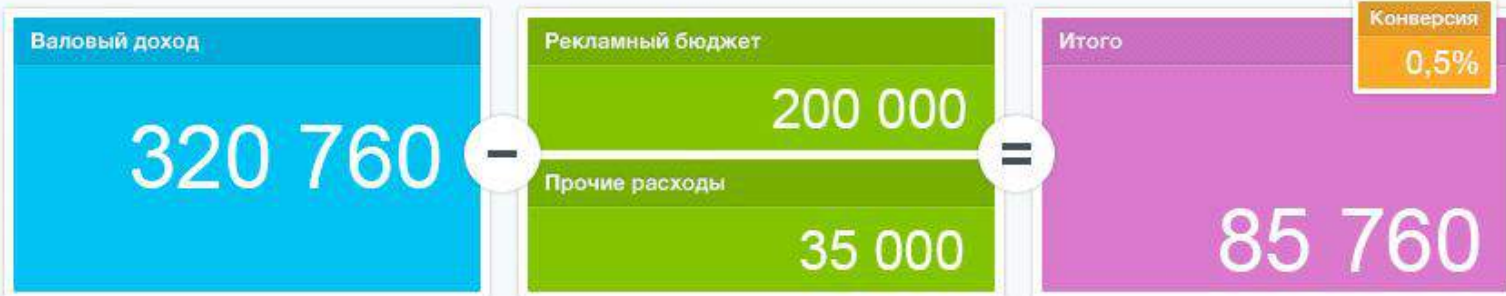 Валовый доход
320 760
−
Рекламный бюджет
200 000
Прочие расходы
35 000
=
Итого
Конверсия
0,5%
85 760